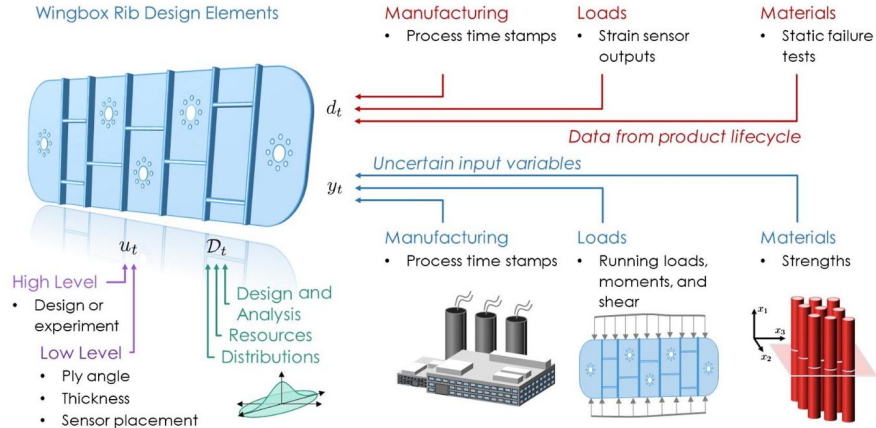 Wingbox Rib Design Elements
Manufacturing
• Process time stamps
Loads
• Strain sensor
outputs
Materials
• Static failure
tests
d_t
Data from product lifecycle
Uncertain input variables
y_t
Manufacturing
• Process time stamps
Loads
• Running loads,
moments, and
shear
Materials
• Strengths
u_t
D_t
High Level
• Design or
experiment
Low Level
• Ply angle
• Thickness
• Sensor placement
Design and
Analysis
Resources
Distributions
x_1
x_3
x_2